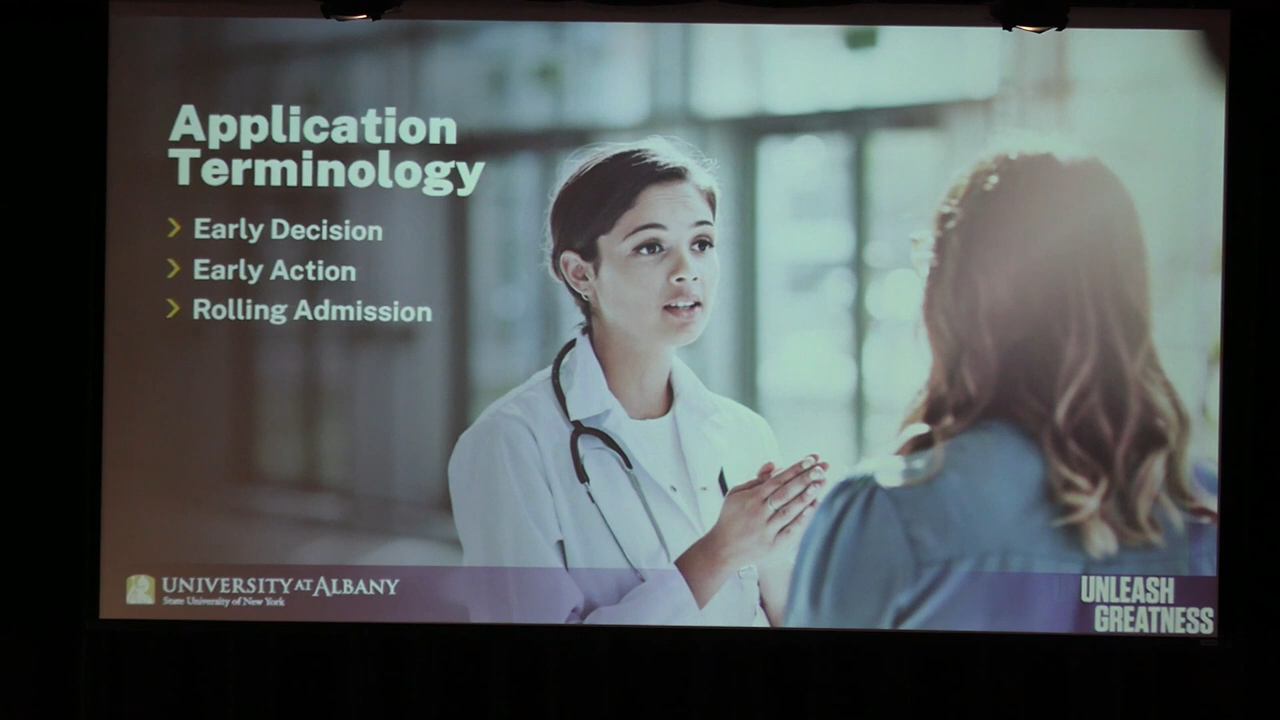 Application
Terminology
Early Decision
Early Action
Rolling Admission
UNIVERSITY AT ALBANY
State University of New York
UNLEASH
GREATNESS